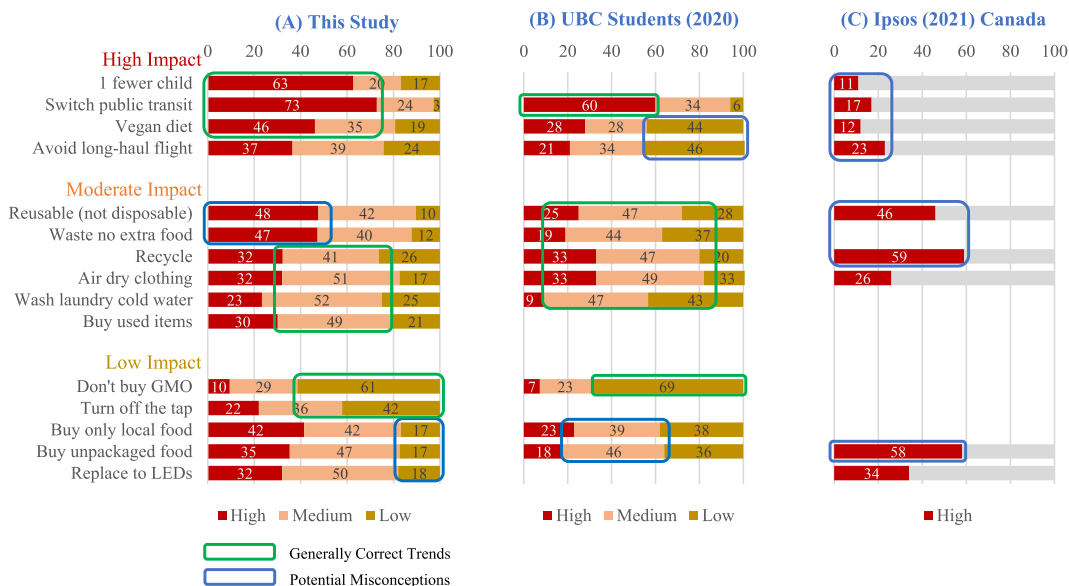 (A) This Study (B) UBC Students (2020) (C) Ipsos (2021) Canada
0 20 40 60 80 100 0 20 40 60 80 100 0 20 40 60 80 100
High Impact
1 fewer child 63 20 17 11
Switch public transit 73 24 3 60 34 6 17
Vegan diet 46 35 19 28 28 44 12
Avoid long-haul flight 37 39 24 21 34 46 23
Moderate Impact
Reusable (not disposable) 48 42 10 25 47 28 46
Waste no extra food 47 40 12 19 44 37
Recycle 32 41 26 33 47 20 59
Air dry clothing 32 51 17 33 49 33 26
Wash laundry cold water 23 52 25 9 47 43
Buy used items 30 49 21
Low Impact
Don't buy GMO 10 29 61 7 23 69
Turn off the tap 22 36 42
Buy only local food 42 42 17 23 39 38
Buy unpackaged food 35 47 17 18 46 36 58
Replace to LEDs 32 50 18 34
High Medium Low High Medium Low High
Generally Correct Trends
Potential Misconceptions